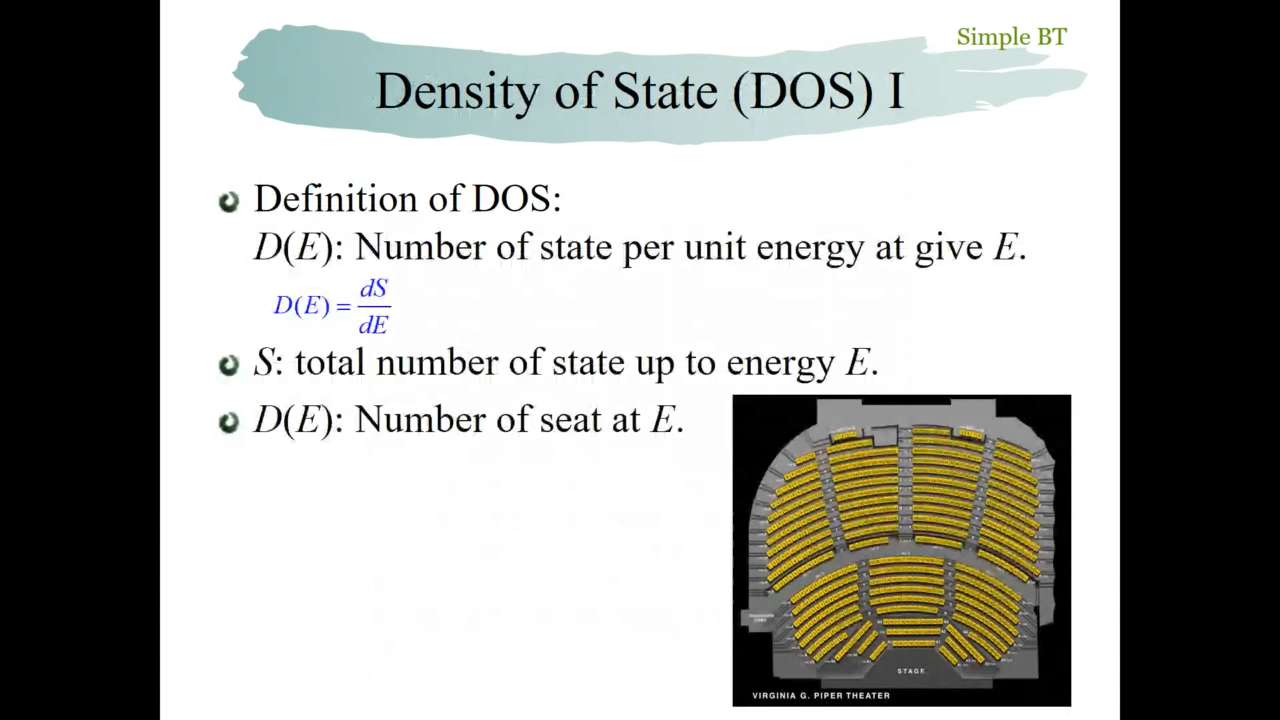 Simple BT
Density of State (DOS) I
Definition of DOS:
D(E): Number of state per unit energy at give E.
D(E) = dS/dE
S: total number of state up to energy E.
D(E): Number of seat at E.
STAGE
VIRGINIA G. PIPER THEATER